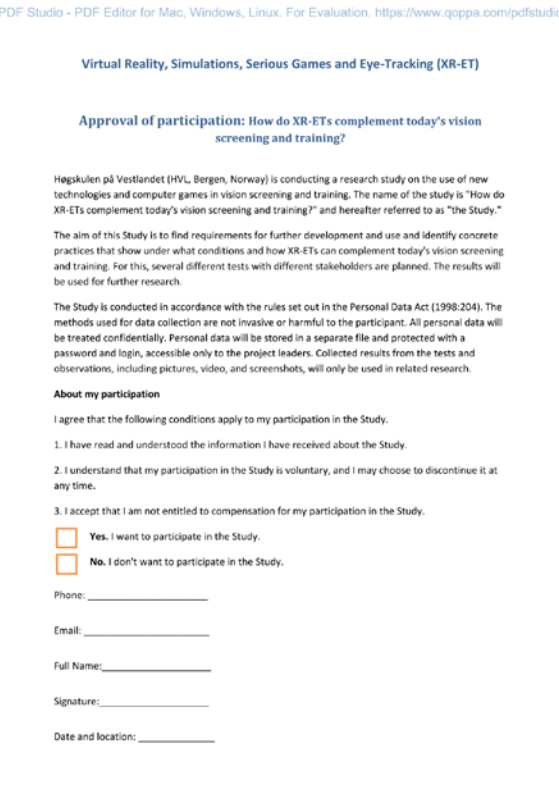 PDF Studio - PDF Editor for Mac, Windows, Linux. For Evaluation. https://www.qoppa.com/pdfstudio
Virtual Reality, Simulations, Serious Games and Eye-Tracking (XR-ET)
Approval of participation: How do XR-ETs complement today's vision
screening and training?
Høgskulen på Vestlandet (HVL, Bergen, Norway) is conducting a research study on the use of new
technologies and computer games in vision screening and training. The name of the study is "How do
XR-ETs complement today's vision screening and training?" and hereafter referred to as "the Study."
The aim of this Study is to find requirements for further development and use and identify concrete
practices that show under what conditions and how XR-ETs can complement today's vision screening
and training. For this, several different tests with different stakeholders are planned. The results will
be used for further research.
The Study is conducted in accordance with the rules set out in the Personal Data Act (1998:204). The
methods used for data collection are not invasive or harmful to the participant. All personal data will
be treated confidentially. Personal data will be stored in a separate file and protected with a
password and login, accessible only to the project leaders. Collected results from the tests and
observations, including pictures, video, and screenshots, will only be used in related research.
About my participation
I agree that the following conditions apply to my participation in the Study.
1. I have read and understood the information I have received about the Study.
2. I understand that my participation in the Study is voluntary, and I may choose to discontinue it at
any time.
3. I accept that I am not entitled to compensation for my participation in the Study.
Yes. I want to participate in the Study.
No. I don't want to participate in the Study.
Phone: ____________________
Email: ____________________
Full Name:____________________
Signature:____________________
Date and location: ______________